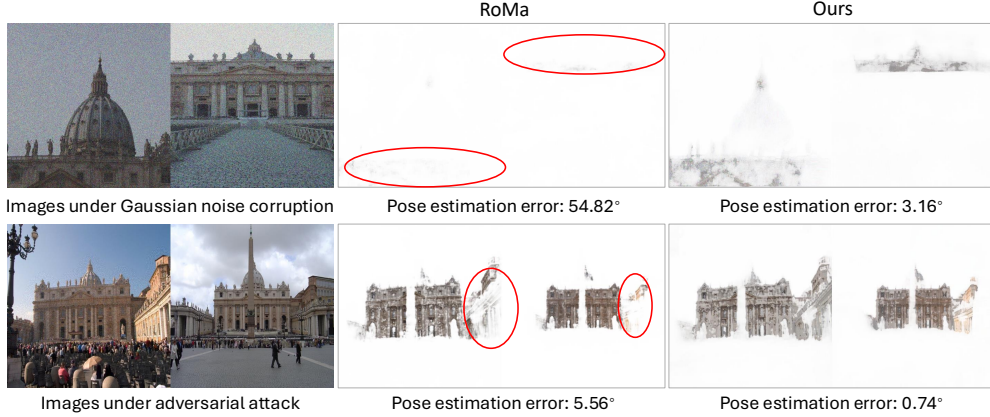 RoMa
Ours
Images under Gaussian noise corruption
Pose estimation error: 54.82°
Pose estimation error: 3.16°
Images under adversarial attack
Pose estimation error: 5.56°
Pose estimation error: 0.74°